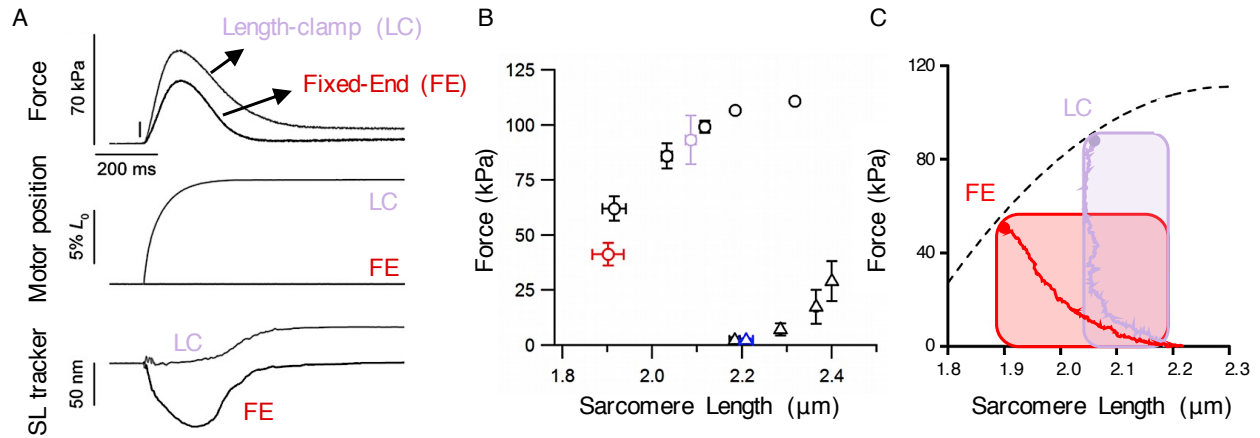 A
Length-clamp (LC)
Fixed-End (FE)
Force
70 kPa
200 ms
Motor position
5% L0
LC
FE
SL tracker
50 nm
LC
FE
B
Force (kPa)
125
100
75
50
25
0
1.8 2.0 2.2 2.4
Sarcomere Length (μm)
C
LC
FE
Force (kPa)
120
80
40
0
1.8 1.9 2.0 2.1 2.2 2.3
Sarcomere Length (μm)